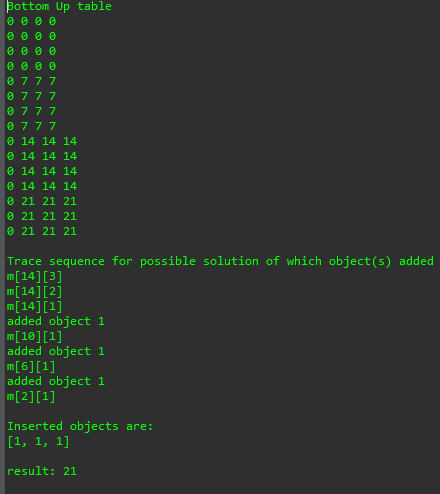 Bottom Up table
0 0 0 0
0 0 0 0
0 0 0 0
0 0 0 0
0 7 7 7
0 7 7 7
0 7 7 7
0 7 7 7
0 14 14 14
0 14 14 14
0 14 14 14
0 14 14 14
0 21 21 21
0 21 21 21
0 21 21 21
Trace sequence for possible solution of which object(s) added
m[14][3]
m[14][2]
m[14][1]
added object 1
m[10][1]
added object 1
m[6][1]
added object 1
m[2][1]
Inserted objects are:
[1, 1, 1]
result: 21